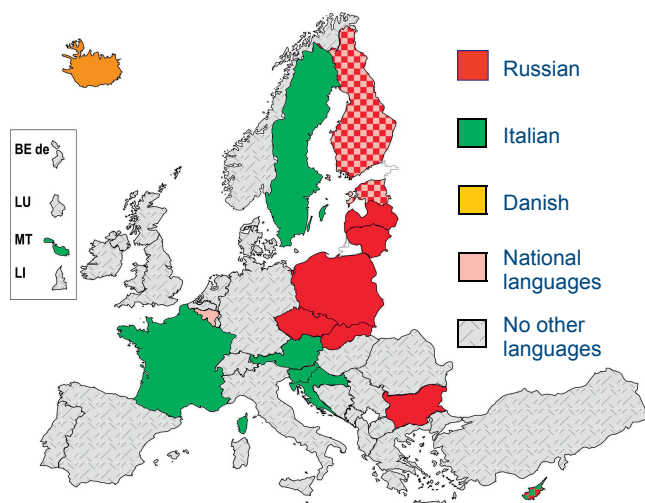 Russian
BE de
Italian
LU
Danish
MT
National
languages
LI
No other
languages